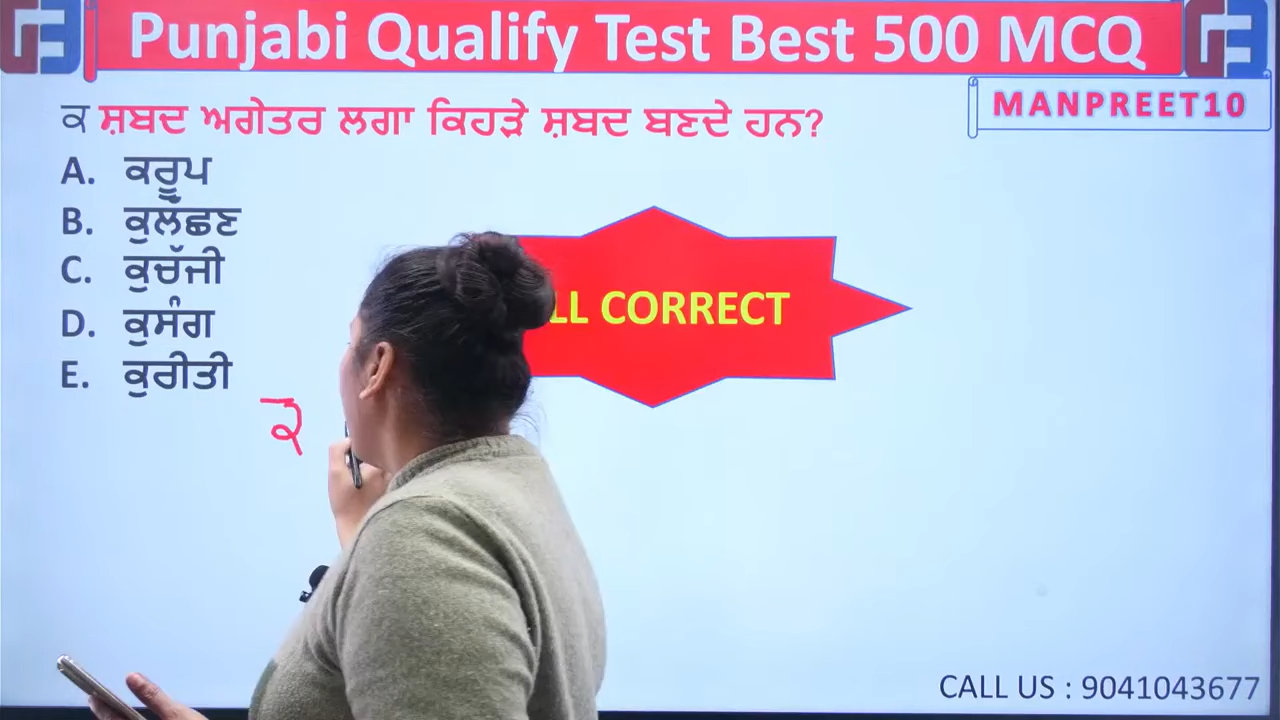 Punjabi Qualify Test Best 500 MCQ
MANPREET10
ਕ ਸ਼ਬਦ ਅਗੇਤਰ ਲਗਾ ਕਿਹੜੇ ਸ਼ਬਦ ਬਣਦੇ ਹਨ?
A. ਕਰੂਪ
B. ਕੁਲੱਛਣ
C. ਕੁਚੱਜੀ
D. ਕੁਸੰਗ
E. ਕੁਰੀਤੀ
CORRECT
CALL US : 9041043677